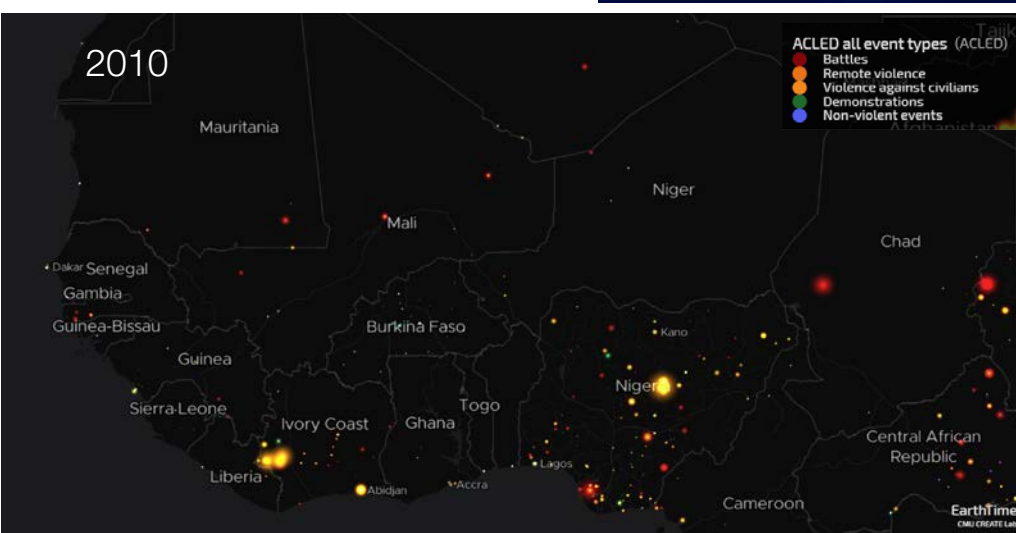 2010
ACLED all event types (ACLED)
Battles
Remote violence
Violence against civilians
Demonstrations
Non-violent events
Tajik
Afghanistan
Mauritania
Niger
Mali
Chad
Dakar Senegal
Gambia
Guinea-Bissau
Burkina Faso
Kano
Guinea
Nigeria
Togo
Sierra Leone
Ivory Coast
Ghana
Central African
Republic
Liberia
Lagos
Abidjan
Accra
Cameroon
EarthTime
CMU CREATE Lab